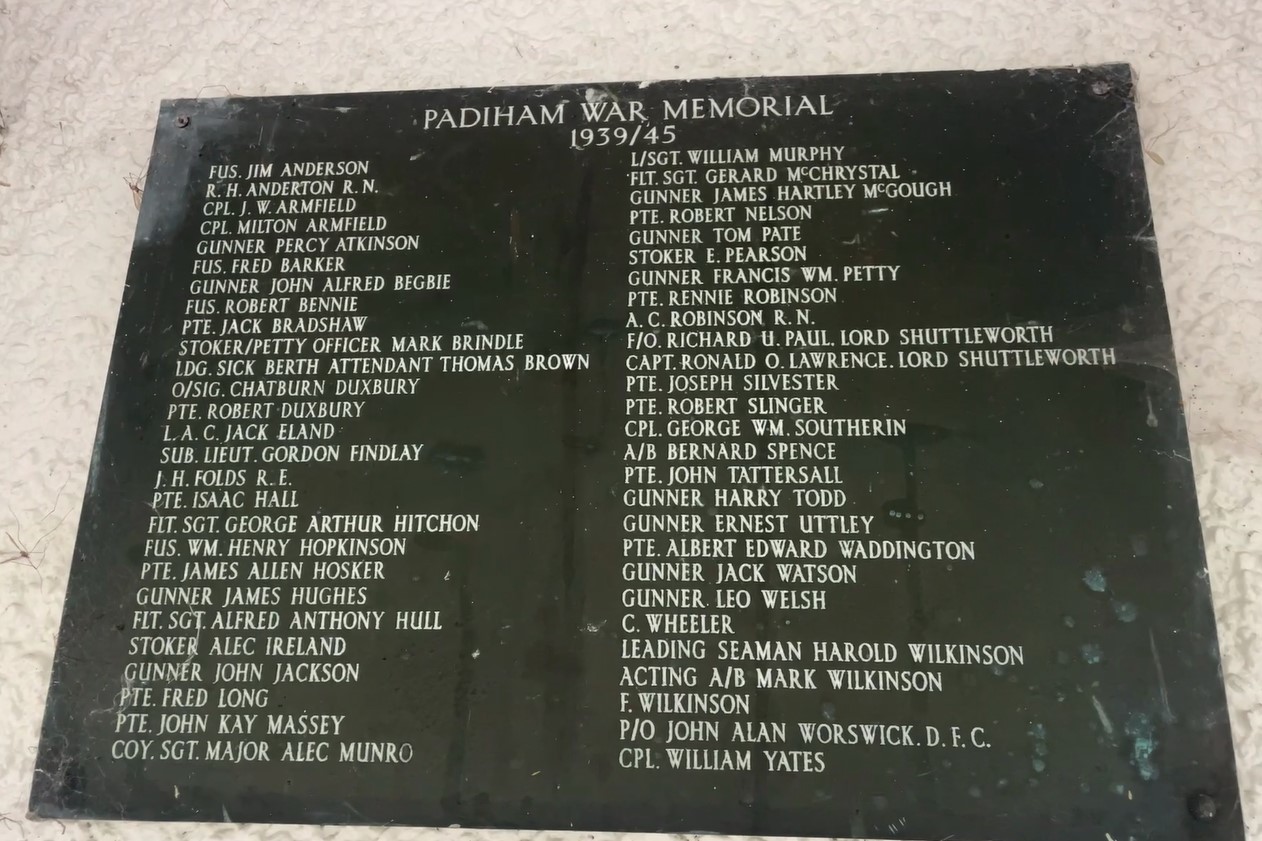 PADIHAM WAR MEMORIAL
1939/45
FUS. JIM ANDERSON
R. H. ANDERTON R. N.
CPL. J. W. ARMFIELD
CPL. MILTON ARMFIELD
GUNNER PERCY ATKINSON
FUS. FRED BARKER
GUNNER JOHN ALFRED BEGBIE
FUS. ROBERT BENNIE
PTE. JACK BRADSHAW
STOKER/PETTY OFFICER MARK BRINDLE
LDG. SICK BERTH ATTENDANT THOMAS BROWN
O/SIG. CHATBURN DUXBURY
PTE. ROBERT DUXBURY
L. A. C. JACK ELAND
SUB. LIEUT. GORDON FINDLAY
J. H. FOLDS R. E.
PTE. ISAAC HALL
FLT. SGT. GEORGE ARTHUR HITCHON
FUS. WM. HENRY HOPKINSON
PTE. JAMES ALLEN HOSKER
GUNNER JAMES HUGHES
FLT. SGT. ALFRED ANTHONY HULL
STOKER ALEC IRELAND
GUNNER JOHN JACKSON
PTE. FRED LONG
PTE. JOHN KAY MASSEY
COY. SGT. MAJOR ALEC MUNRO
L/SGT. WILLIAM MURPHY
FLT. SGT. GERARD McCHRYSTAL
GUNNER JAMES HARTLEY McGOUGH
PTE. ROBERT NELSON
GUNNER TOM PATE
STOKER E. PEARSON
GUNNER FRANCIS WM. PETTY
PTE. RENNIE ROBINSON
A. C. ROBINSON R. N.
F/O. RICHARD U. PAUL. LORD SHUTTLEWORTH
CAPT. RONALD O. LAWRENCE. LORD SHUTTLEWORTH
PTE. JOSEPH SILVESTER
PTE. ROBERT SLINGER
CPL. GEORGE WM. SOUTHERIN
A/B BERNARD SPENCE
PTE. JOHN TATTERSALL
GUNNER HARRY TODD
GUNNER ERNEST UTTLEY
PTE. ALBERT EDWARD WADDINGTON
GUNNER JACK WATSON
GUNNER LEO WELSH
C. WHEELER
LEADING SEAMAN HAROLD WILKINSON
ACTING A/B MARK WILKINSON
F. WILKINSON
P/O JOHN ALAN WORSWICK. D. F. C.
CPL. WILLIAM YATES